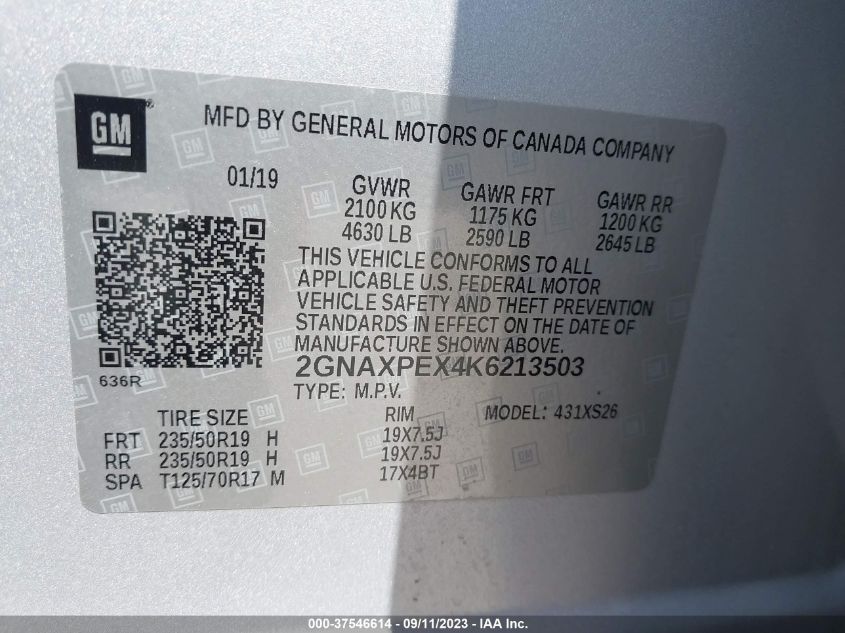 GM ®
MFD BY GENERAL MOTORS OF CANADA COMPANY
01/19
GVWR
2100 KG
4630 LB
GAWR FRT
1175 KG
2590 LB
GAWR RR
1200 KG
2645 LB
THIS VEHICLE CONFORMS TO ALL
APPLICABLE U.S. FEDERAL MOTOR
VEHICLE SAFETY AND THEFT PREVENTION
STANDARDS IN EFFECT ON THE DATE OF
MANUFACTURE SHOWN ABOVE.
636R
2GNAXPEX4K6213503
TYPE: M.P.V.
TIRE SIZE RIM MODEL: 431XS26
FRT 235/50R19 H 19X7.5J
RR 235/50R19 H 19X7.5J
SPA T125/70R17 M 17X4BT
000-37546614 - 09/11/2023 - IAA Inc.